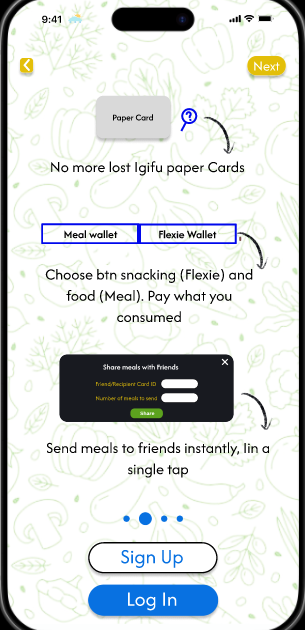 9:41
Next
Paper Card
?
No more lost Igifu paper Cards
Meal wallet
Flexie Wallet
Choose btn snacking (Flexie) and
food (Meal). Pay what you
consumed
Share meals with Friends
Friend/Recipient Card ID
Number of meals to send
Share
Send meals to friends instantly, Iin a
single tap
Sign Up
Log In